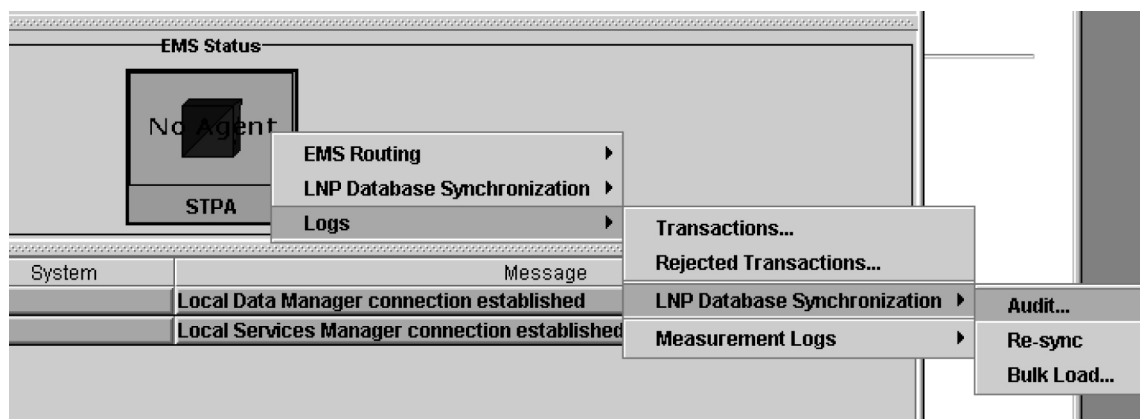 EMS Status
No Agent
STPA
EMS Routing
LNP Database Synchronization
Logs
Transactions...
Rejected Transactions...
LNP Database Synchronization
Measurement Logs
Audit...
Re-sync
Bulk Load...
System Message
Local Data Manager connection established
Local Services Manager connection established